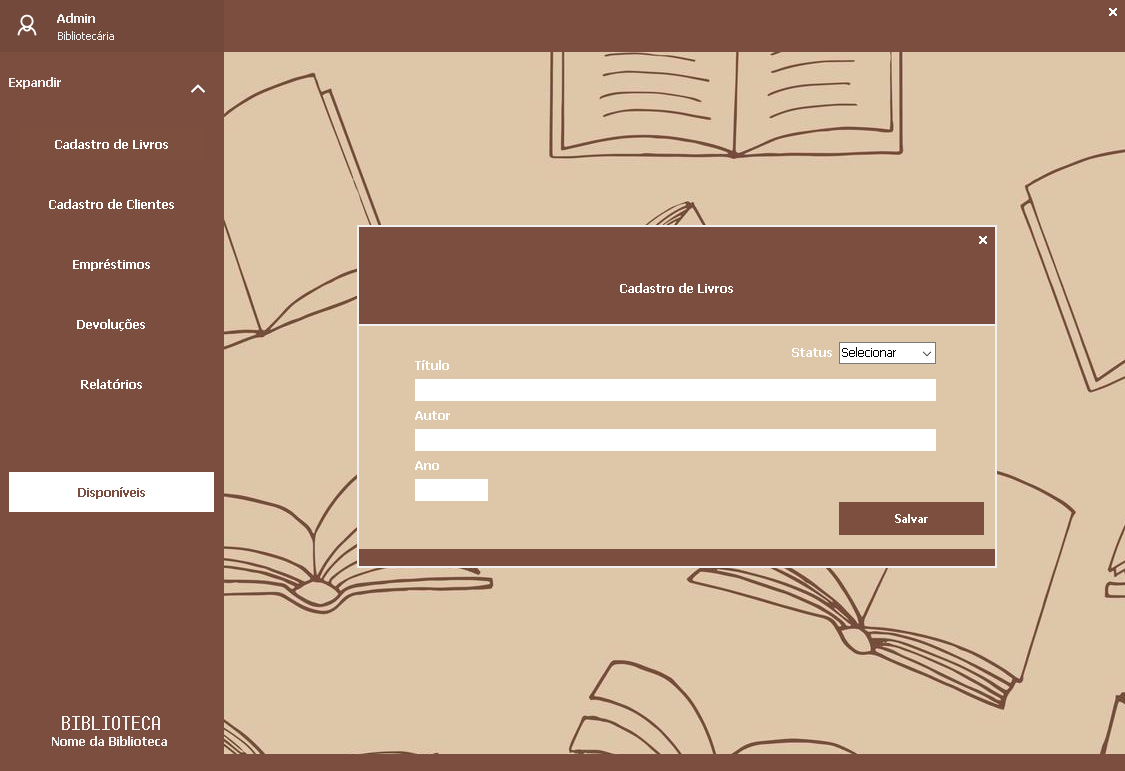 Admin
Bibliotecária
Expandir
Cadastro de Livros
Cadastro de Clientes
Empréstimos
Devoluções
Relatórios
Disponíveis
BIBLIOTECA
Nome da Biblioteca
Cadastro de Livros
Status Selecionar
Título
Autor
Ano
Salvar